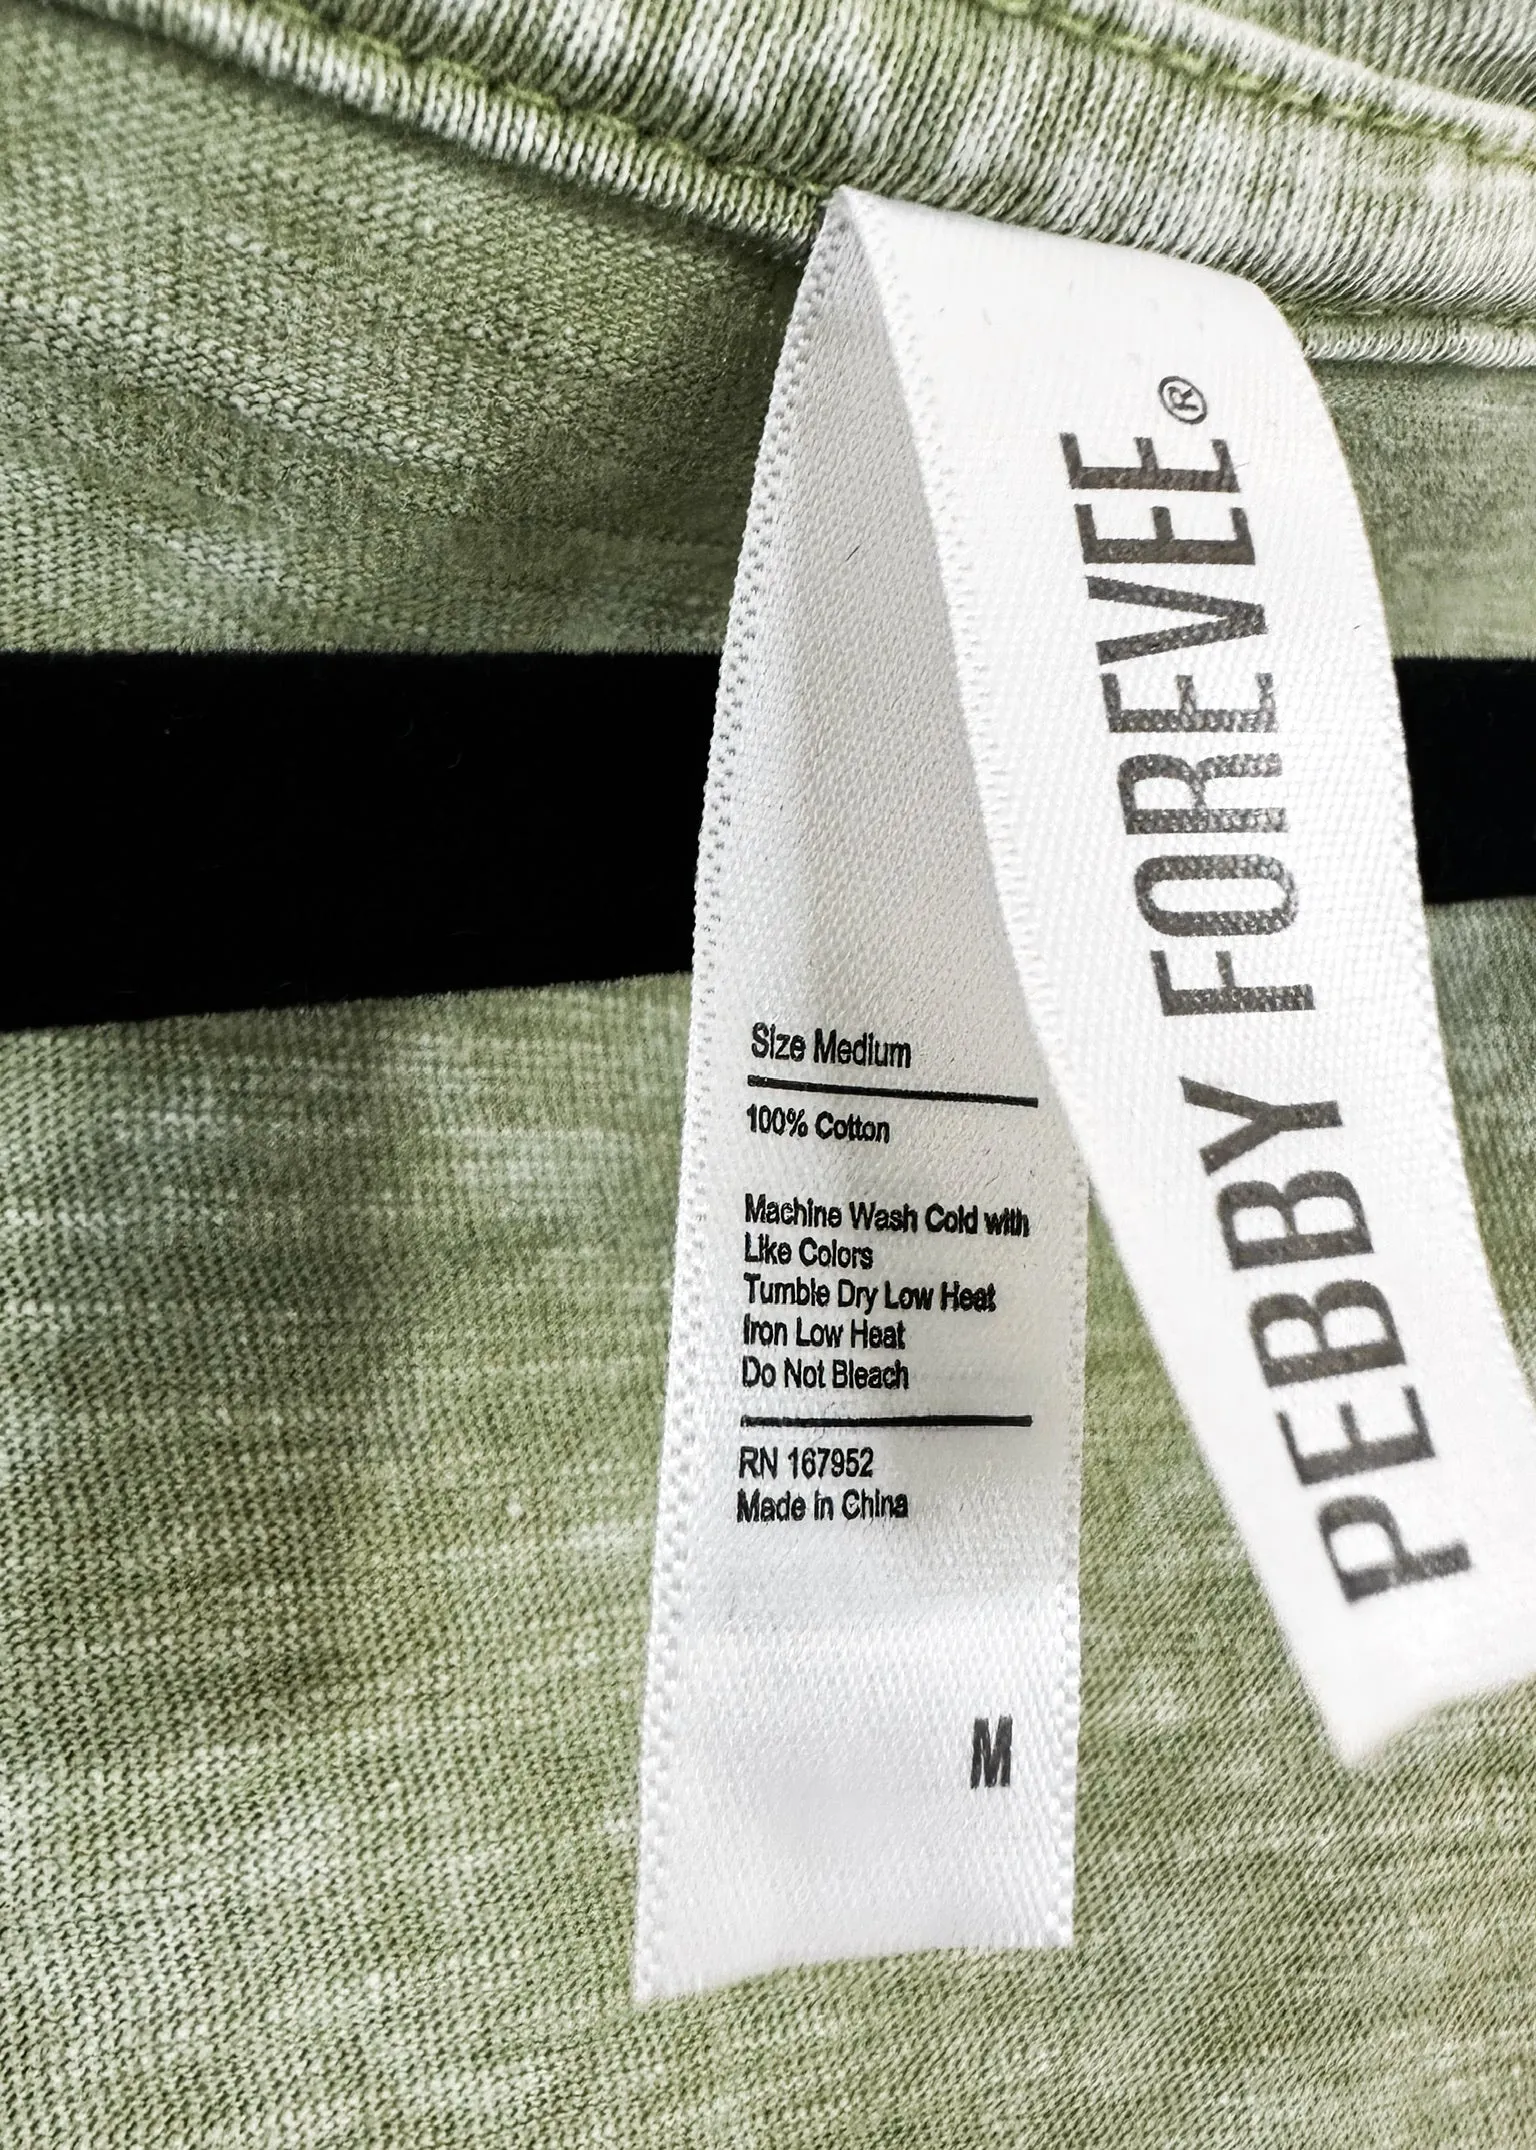 Size Medium
100% Cotton
Machine Wash Cold with
Like Colors
Tumble Dry Low Heat
Iron Low Heat
Do Not Bleach
RN 167952
Made in China
M
PEBBY FOREVEE®